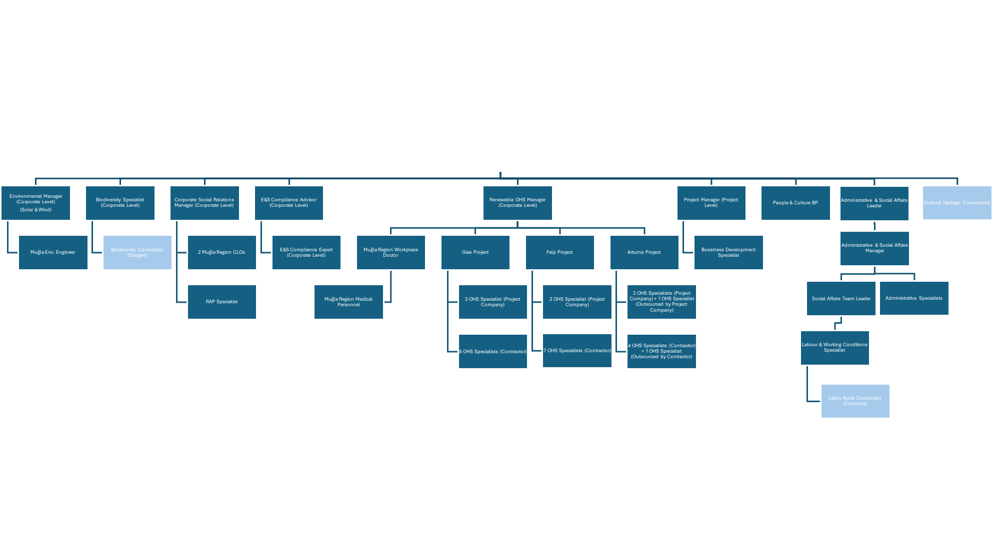 Environmental Manager
(Corporate Level)
(Solar & Wind)
Biodiversity Specialist
(Corporate Level)
Corporate Social Relations
Manager (Corporate Level)
E&S Compliance Advisor
(Corporate Level)
Renewable OHS Manager
(Corporate Level)
Project Manager (Project
Level)
People & Culture BP
Administrative & Social Affairs
Leader
Cultural Heritage Consultants
Muğla Env. Engineer
Biodiversity Consultant
(Ekogen)
2 Muğla Region CLOs
E&S Compliance Expert
(Corporate Level)
Muğla Region Workplace
Doctor
Gaia Project
Falp Project
Arturna Project
Bussiness Development
Specialist
Administrative & Social Affairs
Manager
RAP Specialist
Muğla Region Medical
Personnel
3 OHS Specialist (Project
Company)
2 OHS Specialist (Project
Company)
2 OHS Specialists (Project
Company) + 1 OHS Specialist
(Outsourced by Project
Company)
Social Affairs Team Leader
Administrative Specialists
8 OHS Specialists (Contractor)
7 OHS Specialists (Contractor)
4 OHS Specialists (Contractor)
+ 1 OHS Specialist
(Outsourced by Contractor)
Labour & Working Conditions
Specialist
Labor Audit Consultant
(Consulta)